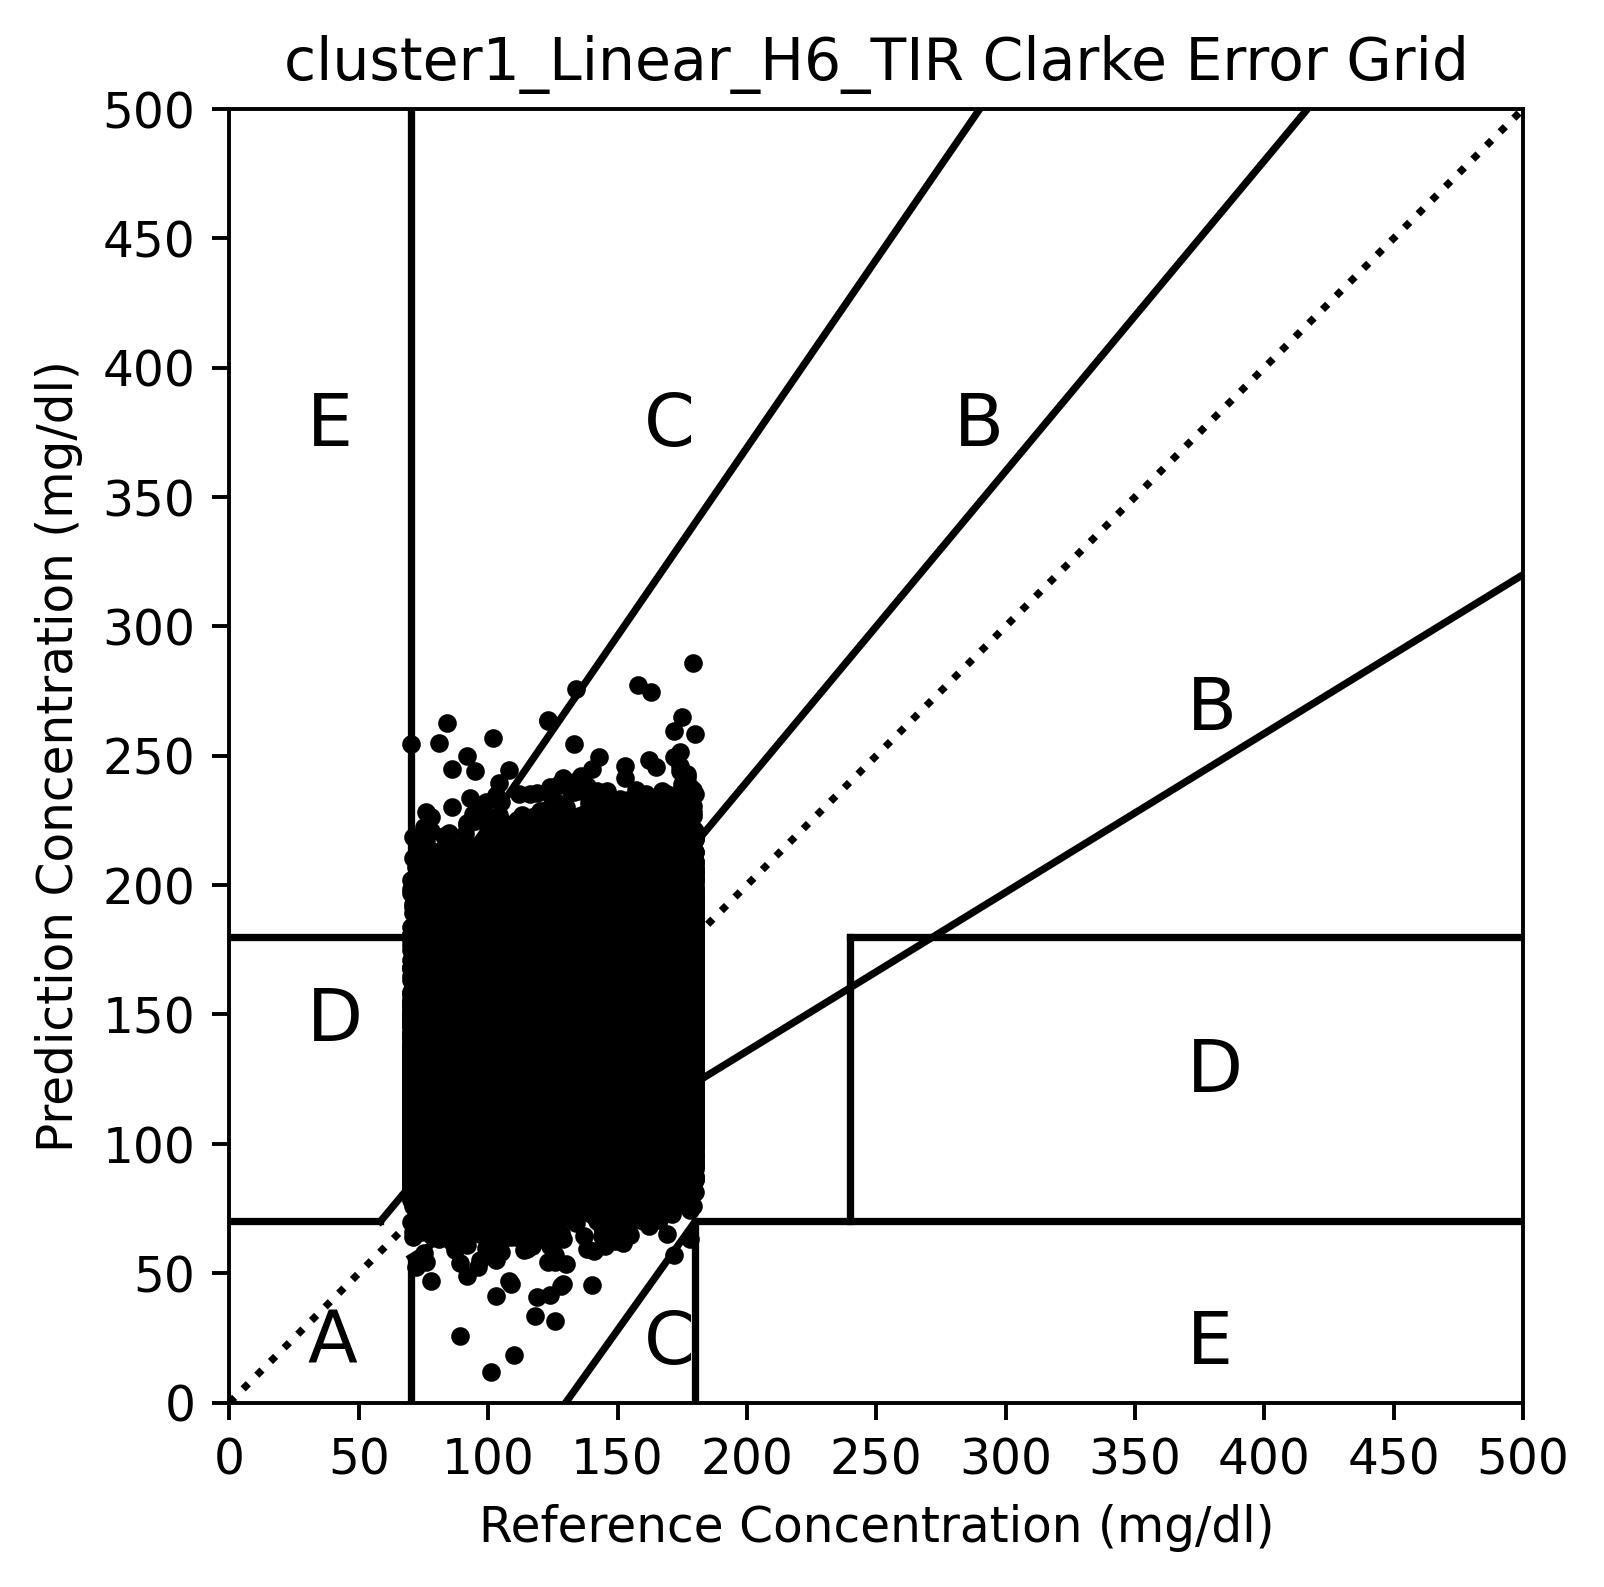 cluster1_Linear_H6_TIR Clarke Error Grid
500
450
400
350
300
250
200
150
100
50
0
Prediction Concentration (mg/dl)
E
C
B
B
D
D
A
C
E
0 50 100 150 200 250 300 350 400 450 500
Reference Concentration (mg/dl)